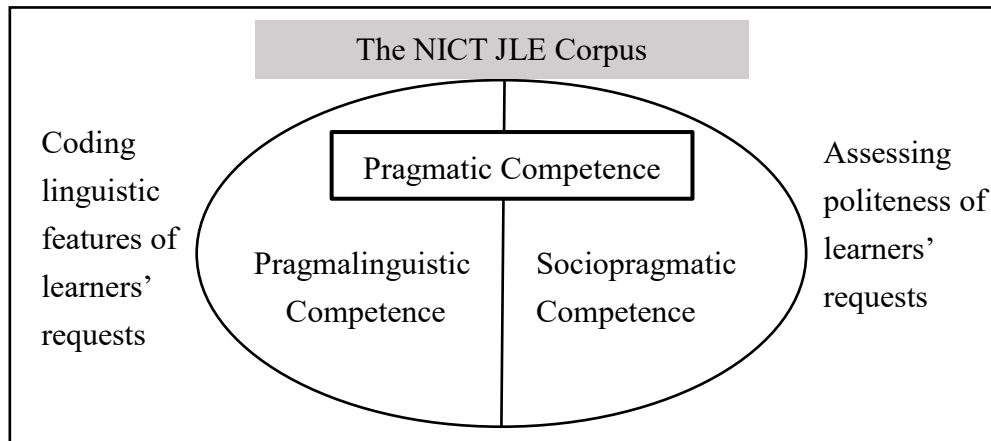 The NICT JLE Corpus
Coding
linguistic
features of
learners’
requests
Pragmatic Competence
Pragmalinguistic
Competence
Sociopragmatic
Competence
Assessing
politeness of
learners’
requests